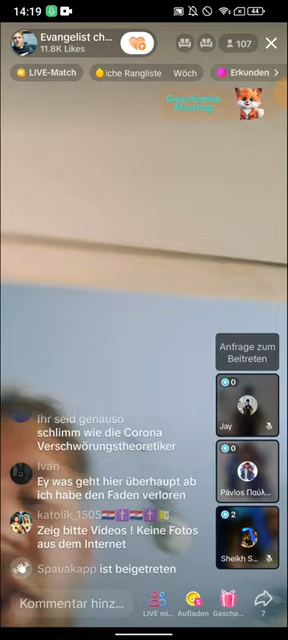 14:19
44
Evangelist ch...
11.8K Likes
107
LIVE-Match
iche Rangliste
Wöch
Erkunden >
Geschenke
Anfrage zum
Beitreten
0
Jay
0
Pávlos Παύλ...
2
Sheikh S...
Ihr seid genauso
schlimm wie die Corona
Verschwörungstheoretiker
Ivan
Ey was geht hier überhaupt ab
ich habe den Faden verloren
katolik_1505
Zeig bitte Videos ! Keine Fotos
aus dem Internet
Spauakapp ist beigetreten
Kommentar hinz...
LIVE mi...
Aufladen
Gesche...
7